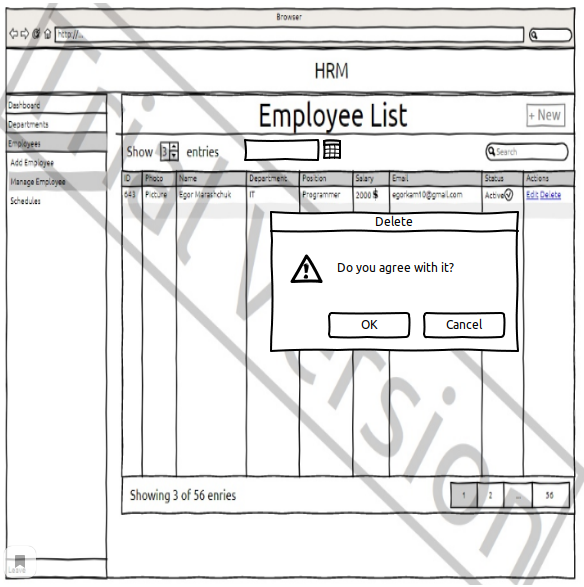 Browser
http://...
HRM
Dashboard
Departments
Employees
Add Employee
Manage Employee
Schedules
Leave
Employee List
+ New
Show 3 entries
Search
ID Photo Name Department Position Salary Email Status Actions
643 Picture Egor Marashchuk IT Programmer 2000 $ egorkam10@gmail.com Active Edit Delete
Delete
Do you agree with it?
OK Cancel
Showing 3 of 56 enries
1 2 ... 56
Trial version